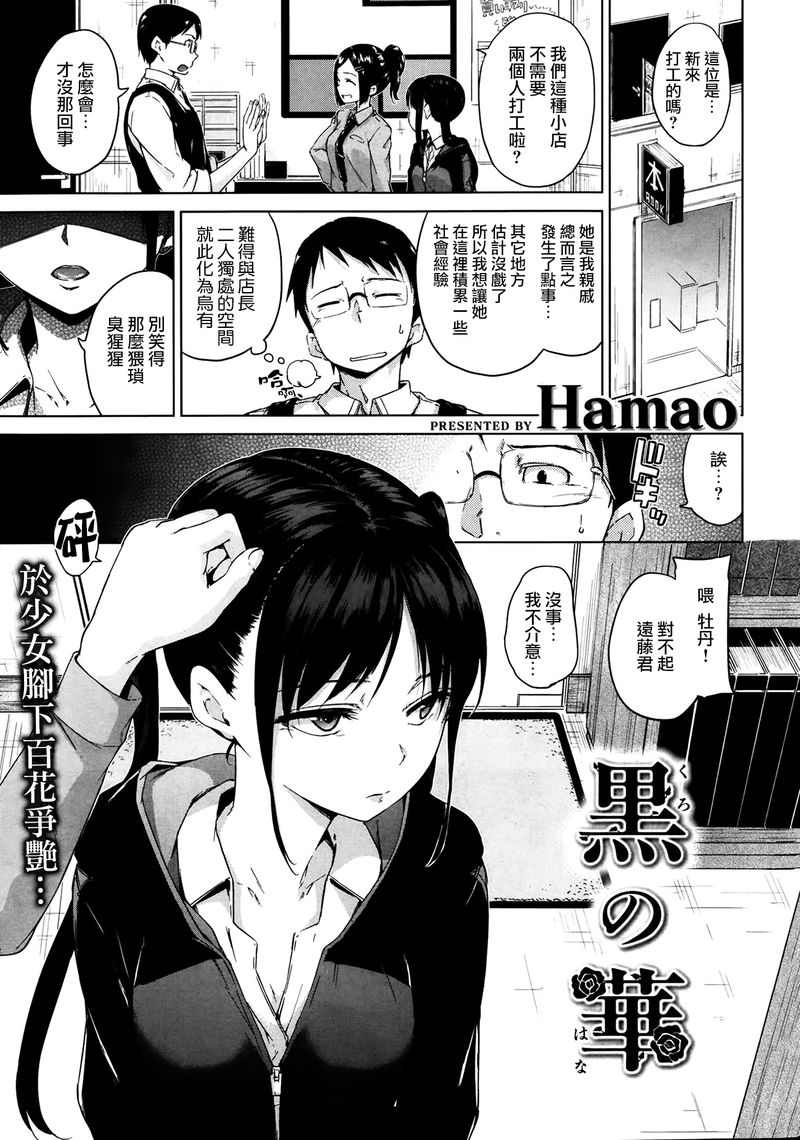 這位是…
新來
打工的嗎？
本
BOOK
我們這種小店
不需要
兩個人打工啦？
怎麼會…
才沒那回事
她是我親戚
總而言之
發生了點事…
其它地方
估計沒戲了
所以我想讓她
在這裡積累一些
社會經驗
難得與店長
二人獨處的空間
就此化為烏有
哈啊…
別笑得
那麼猥瑣
臭猩猩
PRESENTED BY Hamao
誒…？
ドキッ
喂 牡丹！
對不起
遠藤君
沒事…
我不介意…
砰
黒の華
くろ
はな
於少女腳下百花爭艷…